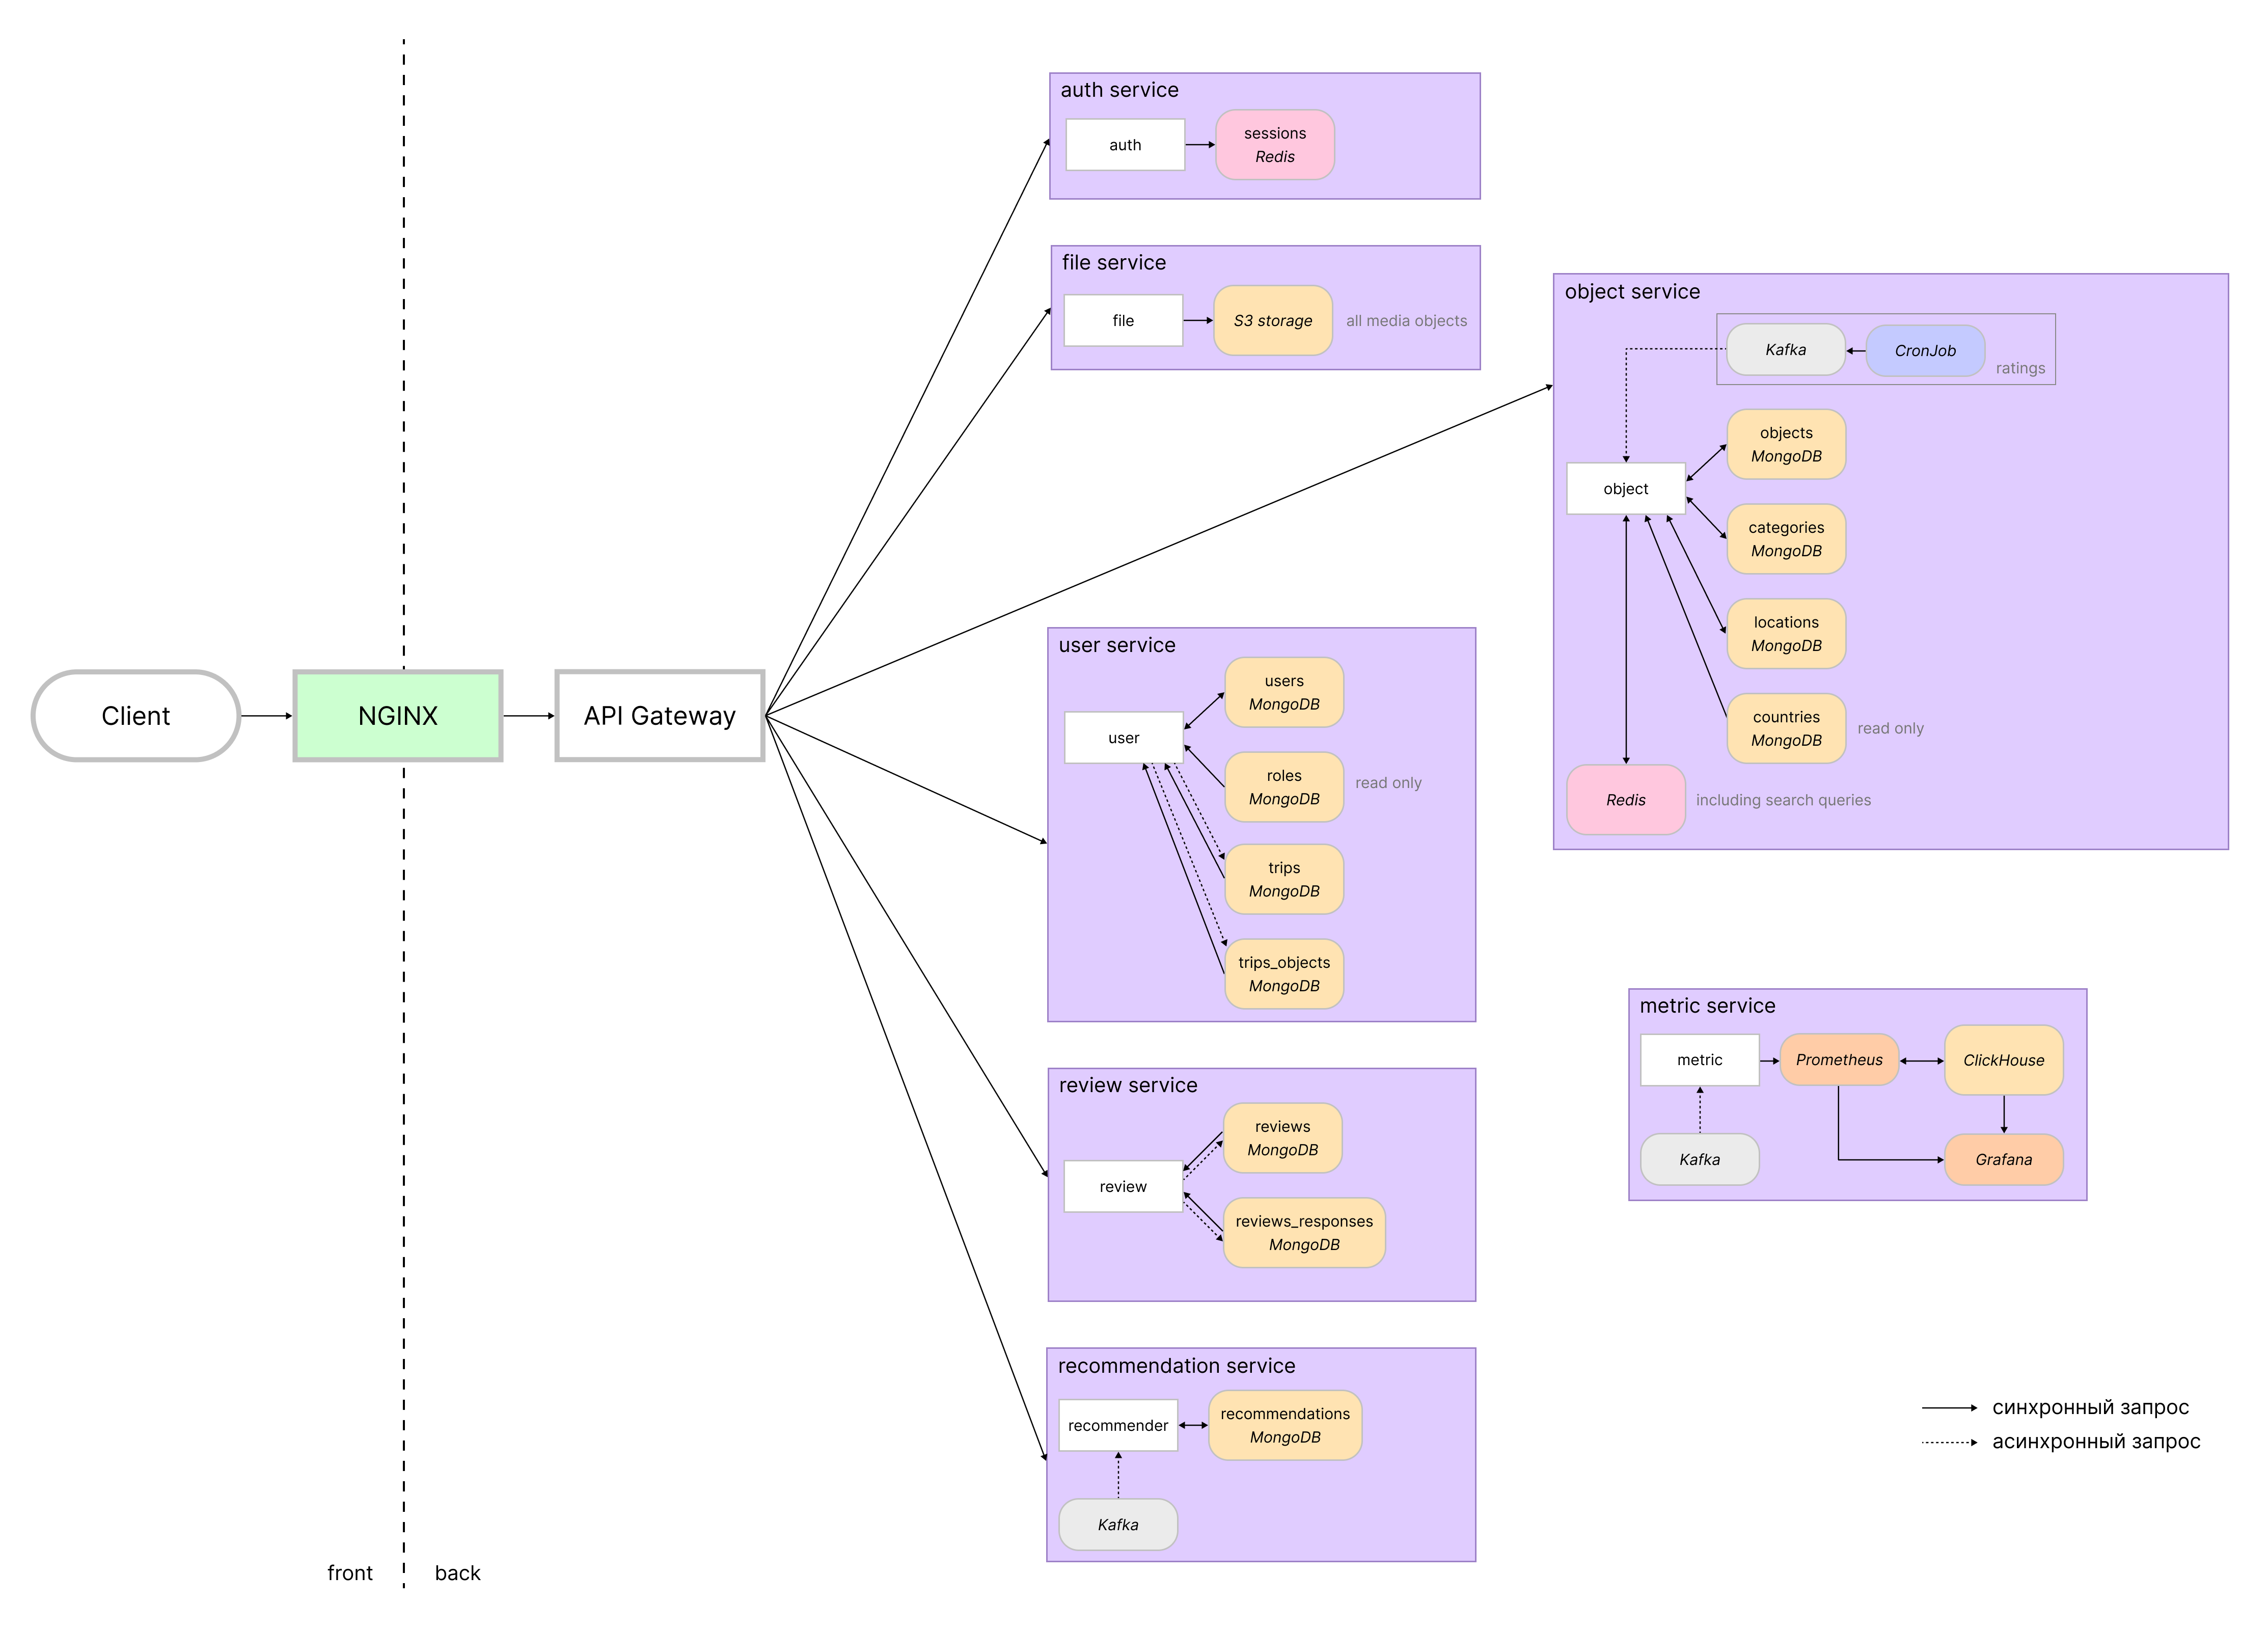 auth service
auth
sessions
Redis
file service
file
S3 storage
all media objects
object service
Kafka
CronJob
ratings
objects
MongoDB
object
categories
MongoDB
locations
MongoDB
countries
MongoDB
read only
Redis
including search queries
Client
NGINX
API Gateway
user service
users
MongoDB
user
roles
MongoDB
read only
trips
MongoDB
trips_objects
MongoDB
metric service
metric
Prometheus
ClickHouse
Kafka
Grafana
review service
reviews
MongoDB
review
reviews_responses
MongoDB
recommendation service
recommender
recommendations
MongoDB
Kafka
синхронный запрос
асинхронный запрос
front
back